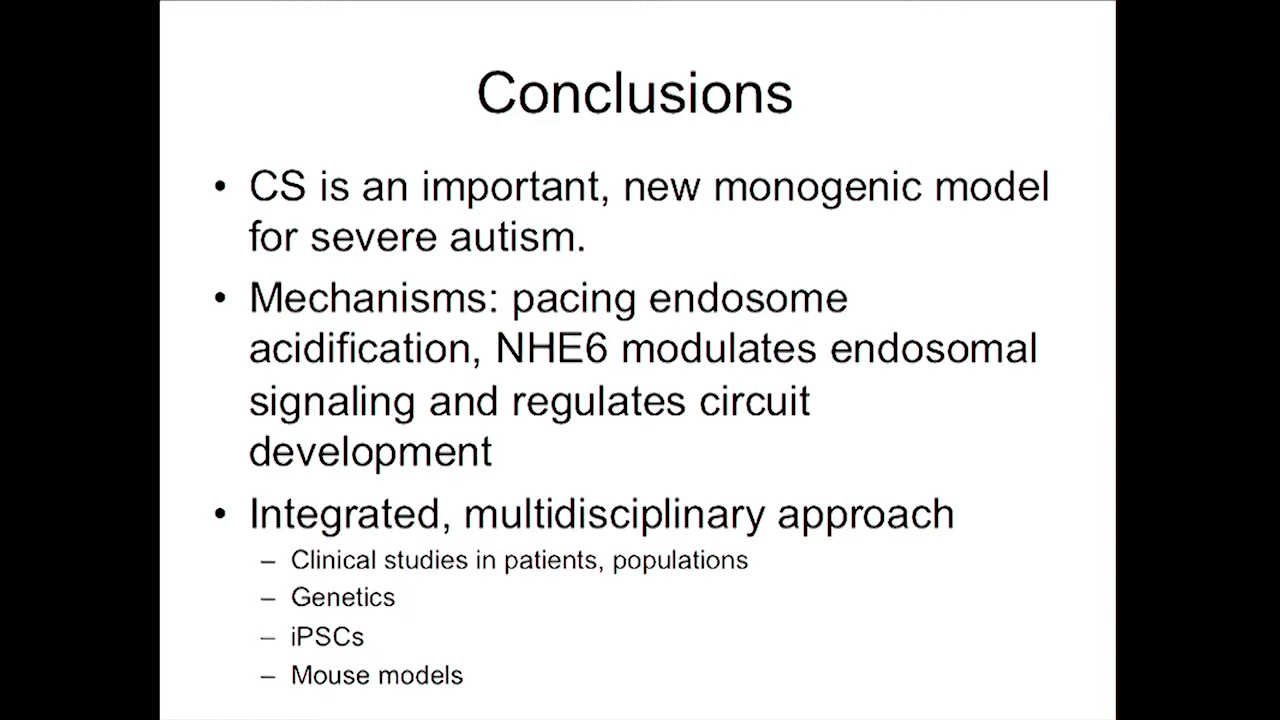 Conclusions
• CS is an important, new monogenic model
for severe autism.
• Mechanisms: pacing endosome
acidification, NHE6 modulates endosomal
signaling and regulates circuit
development
• Integrated, multidisciplinary approach
– Clinical studies in patients, populations
– Genetics
– iPSCs
– Mouse models